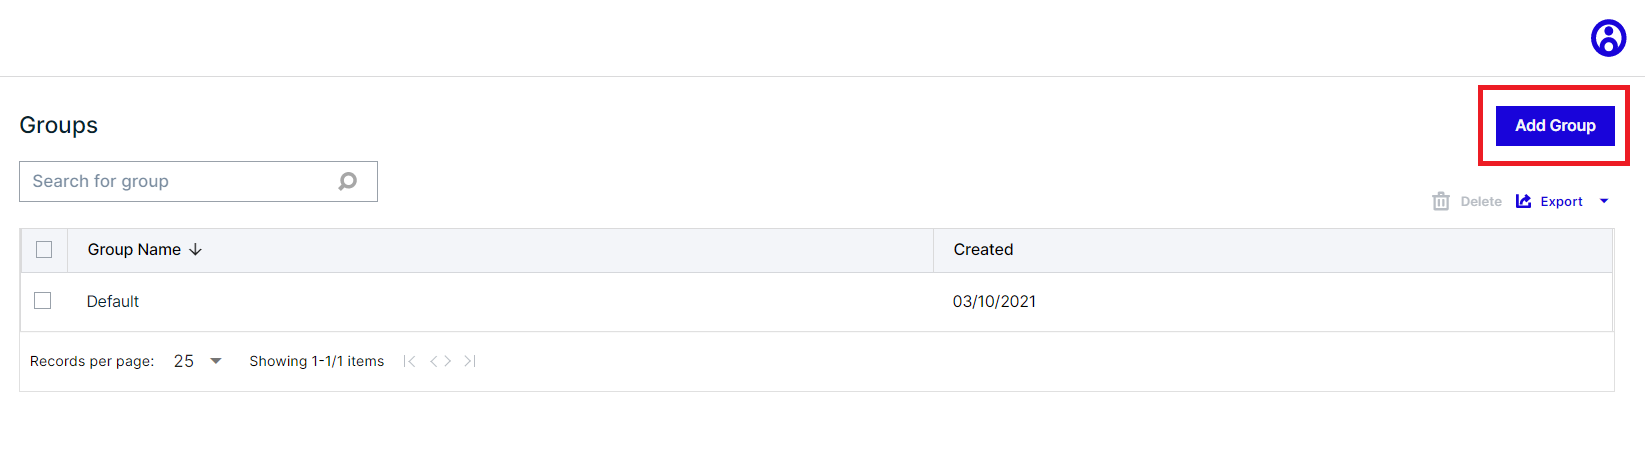 Groups
Add Group
Search for group
Delete Export
Group Name Created
Default 03/10/2021
Records per page: 25 Showing 1-1/1 items